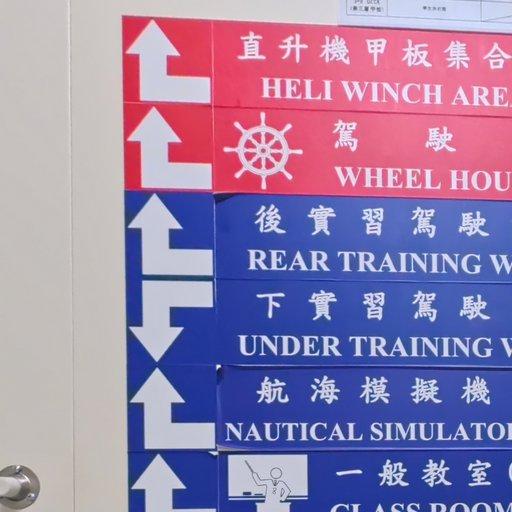 直升機甲板集合
HELI WINCH AREA
駕駛
WHEEL HOU
後實習駕駛
REAR TRAINING W
下實習駕駛
UNDER TRAINING W
航海模擬機
NAUTICAL SIMULATOR
一般教室(
CLASS ROOM